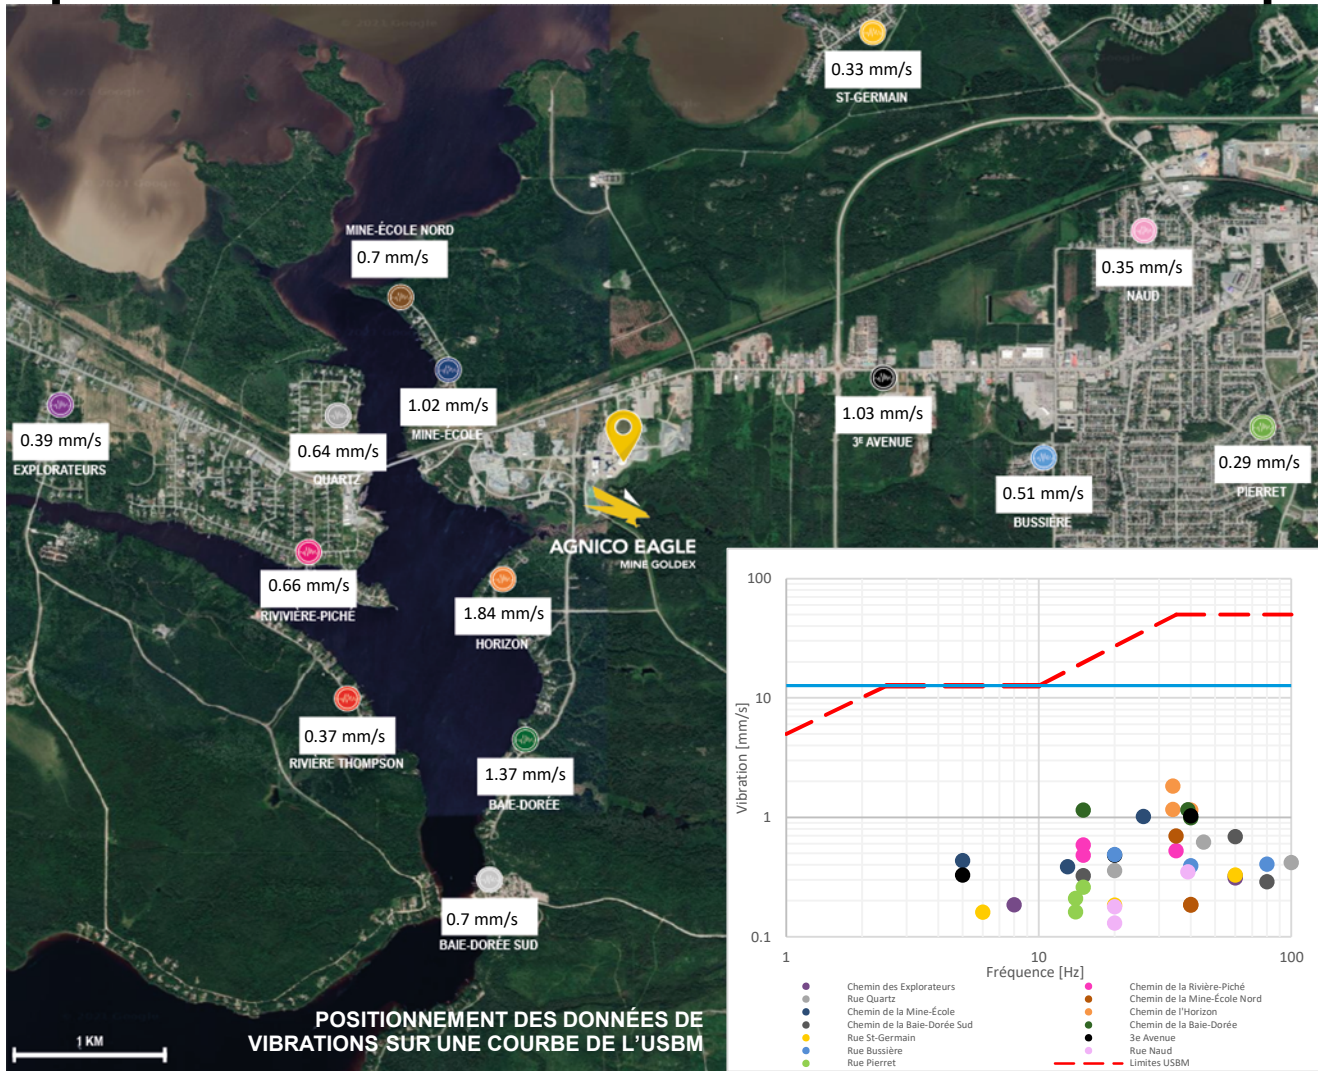 0.33 mm/s
ST-GERMAIN
MINE-ÉCOLE NORD
0.7 mm/s
0.35 mm/s
NAUD
1.02 mm/s
MINE-ÉCOLE
0.39 mm/s
EXPLORATEURS
0.64 mm/s
QUARTZ
1.03 mm/s
3E AVENUE
0.29 mm/s
PIERRET
0.51 mm/s
BUSSIÈRE
AGNICO EAGLE
MINE GOLDEX
0.66 mm/s
RIVIVIÈRE-PICHÉ
1.84 mm/s
HORIZON
0.37 mm/s
RIVIÈRE THOMPSON
1.37 mm/s
BAIE-DORÉE
0.7 mm/s
BAIE-DORÉE SUD
POSITIONNEMENT DES DONNÉES DE
VIBRATIONS SUR UNE COURBE DE L'USBM
1 KM
100
10
1
0.1
Vibration [mm/s]
1
10
100
Fréquence [Hz]
Chemin des Explorateurs
Rue Quartz
Chemin de la Mine-École
Chemin de la Baie-Dorée Sud
Rue St-Germain
Rue Bussière
Rue Pierret
Chemin de la Rivière-Piché
Chemin de la Mine-École Nord
Chemin de l'Horizon
Chemin de la Baie-Dorée
3e Avenue
Rue Naud
Limites USBM